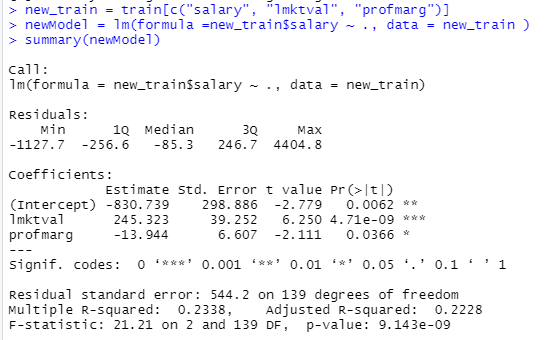 > new_train = train[c("salary", "lmktval", "profmarg")]
> newModel = lm(formula =new_train$salary ~ ., data = new_train )
> summary(newModel)
Call:
lm(formula = new_train$salary ~ ., data = new_train)
Residuals:
    Min      1Q  Median      3Q     Max
-1127.7  -256.6   -85.3   246.7  4404.8
Coefficients:
            Estimate Std. Error t value Pr(>|t|)
(Intercept) -830.739    298.886  -2.779   0.0062 **
lmktval      245.323     39.252   6.250 4.71e-09 ***
profmarg     -13.944      6.607  -2.111   0.0366 *
---
Signif. codes:  0 ‘***’ 0.001 ‘**’ 0.01 ‘*’ 0.05 ‘.’ 0.1 ‘ ’ 1
Residual standard error: 544.2 on 139 degrees of freedom
Multiple R-squared:  0.2338,    Adjusted R-squared:  0.2228
F-statistic: 21.21 on 2 and 139 DF,  p-value: 9.143e-09